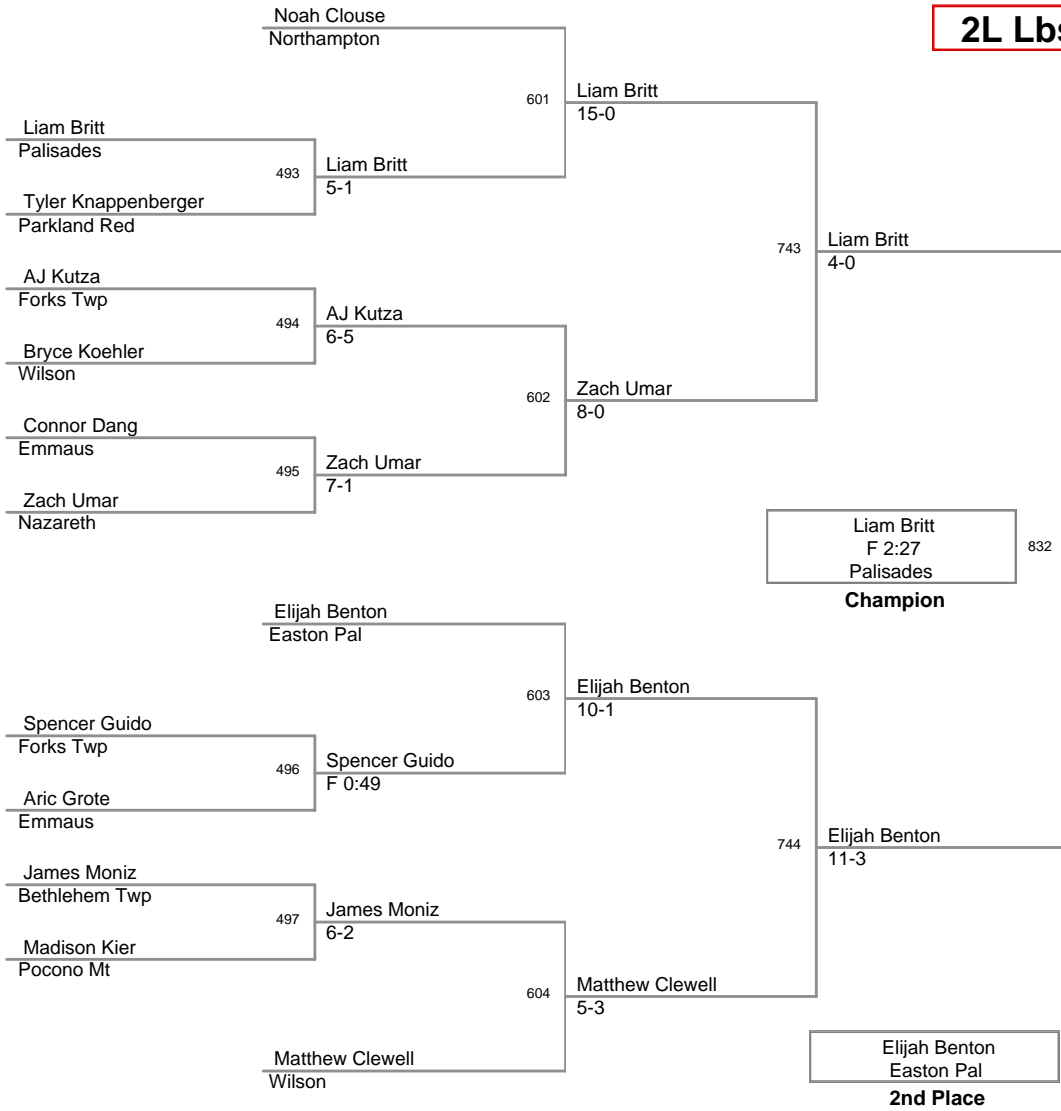 Noah Clouse
Northampton
2L Lbs
601
Liam Britt
15-0
Liam Britt
Palisades
493
Liam Britt
5-1
Tyler Knappenberger
Parkland Red
743
Liam Britt
4-0
AJ Kutza
Forks Twp
494
AJ Kutza
6-5
Bryce Koehler
Wilson
602
Zach Umar
8-0
Connor Dang
Emmaus
495
Zach Umar
7-1
Zach Umar
Nazareth
Liam Britt
F 2:27
Palisades
832
Champion
Elijah Benton
Easton Pal
603
Elijah Benton
10-1
Spencer Guido
Forks Twp
496
Spencer Guido
F 0:49
Aric Grote
Emmaus
744
Elijah Benton
11-3
James Moniz
Bethlehem Twp
497
James Moniz
6-2
Madison Kier
Pocono Mt
604
Matthew Clewell
5-3
Matthew Clewell
Wilson
Elijah Benton
Easton Pal
2nd Place